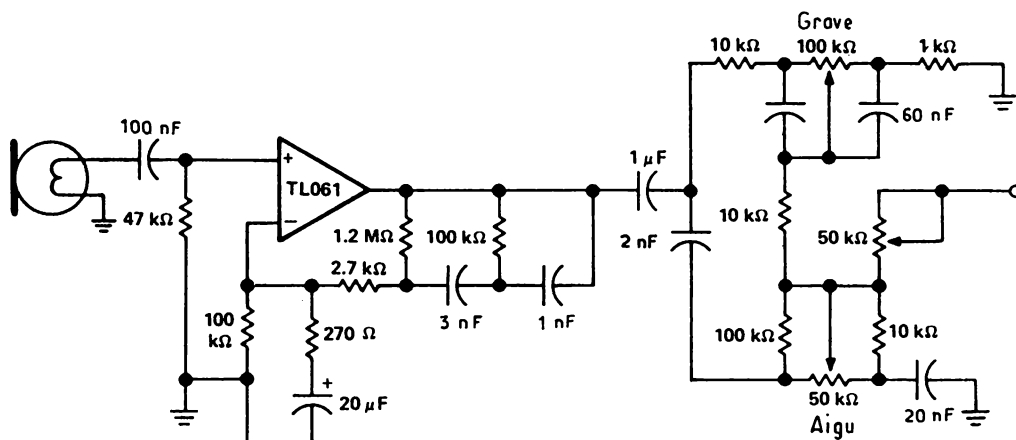 Grave
10 kΩ
100 kΩ
1 kΩ
60 nF
100 nF
+
TL061
−
47 kΩ
1.2 MΩ
100 kΩ
2.7 kΩ
3 nF
1 nF
1 µF
2 nF
10 kΩ
50 kΩ
100
kΩ
270 Ω
+
20 µF
100 kΩ
10 kΩ
50 kΩ
20 nF
Aigu